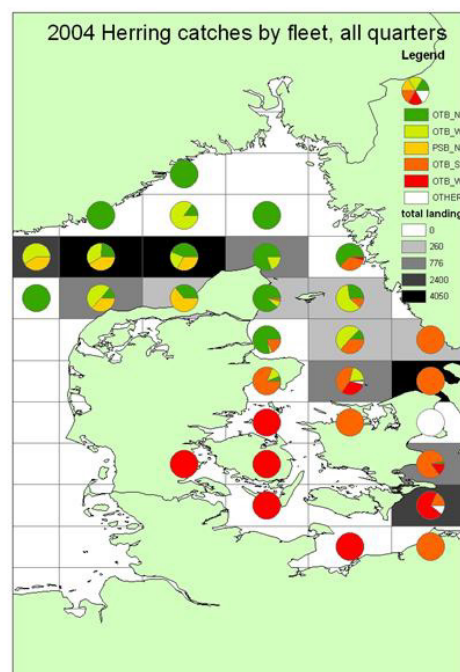 2004 Herring catches by fleet, all quarters
Legend
OTB_N
OTB_W
PSB_N
OTB_S
OTB_W
OTHER
total landing
0
260
776
2400
4050